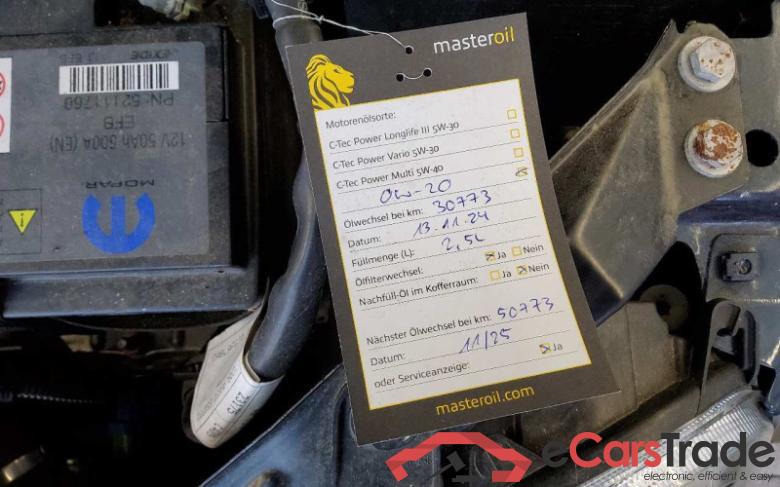 EXIDE
PN: 52111760
EFB
12V 50Ah 500A (EN)
MOPAR
masteroil
Motorenölsorte:
C-Tec Power Longlife III 5W-30
C-Tec Power Vario 5W-30
C-Tec Power Multi 5W-40
0W-20
Ölwechsel bei km: 30773
Datum: 13.11.24
Füllmenge (L): 2,5L
Ölfilterwechsel: Ja Nein
Nachfüll-Öl im Kofferraum: Ja Nein
Nächster Ölwechsel bei km: 50773
Datum: 11/25
oder Serviceanzeige: Ja
masteroil.com
eCarsTrade
electronic, efficient & easy